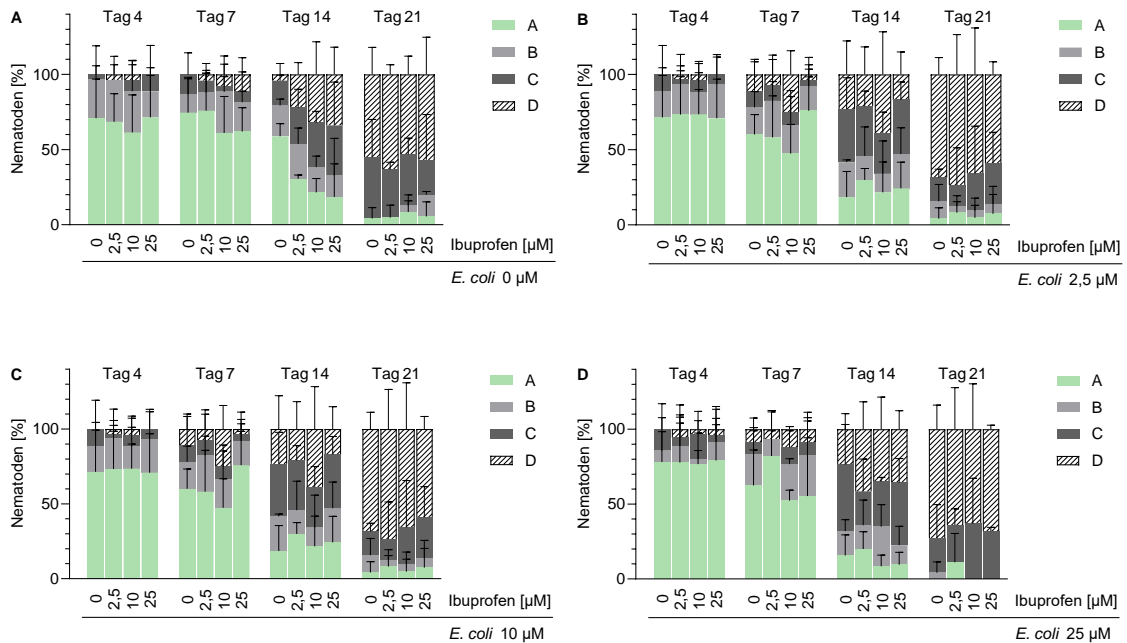 A
Tag 4 Tag 7 Tag 14 Tag 21
A
B
C
D
Nematoden [%]
100
50
0
0 2,5 10 25 0 2,5 10 25 0 2,5 10 25 0 2,5 10 25 Ibuprofen [µM]
E. coli 0 µM
B
Tag 4 Tag 7 Tag 14 Tag 21
A
B
C
D
Nematoden [%]
100
50
0
0 2,5 10 25 0 2,5 10 25 0 2,5 10 25 0 2,5 10 25 Ibuprofen [µM]
E. coli 2,5 µM
C
Tag 4 Tag 7 Tag 14 Tag 21
A
B
C
D
Nematoden [%]
100
50
0
0 2,5 10 25 0 2,5 10 25 0 2,5 10 25 0 2,5 10 25 Ibuprofen [µM]
E. coli 10 µM
D
Tag 4 Tag 7 Tag 14 Tag 21
A
B
C
D
Nematoden [%]
100
50
0
0 2,5 10 25 0 2,5 10 25 0 2,5 10 25 0 2,5 10 25 Ibuprofen [µM]
E. coli 25 µM